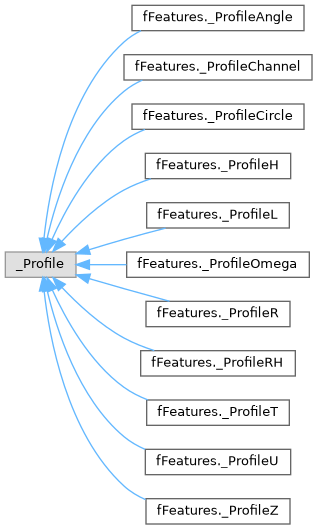 fFeatures._ProfileAngle
fFeatures._ProfileChannel
fFeatures._ProfileCircle
fFeatures._ProfileH
fFeatures._ProfileL
_Profile
fFeatures._ProfileOmega
fFeatures._ProfileR
fFeatures._ProfileRH
fFeatures._ProfileT
fFeatures._ProfileU
fFeatures._ProfileZ